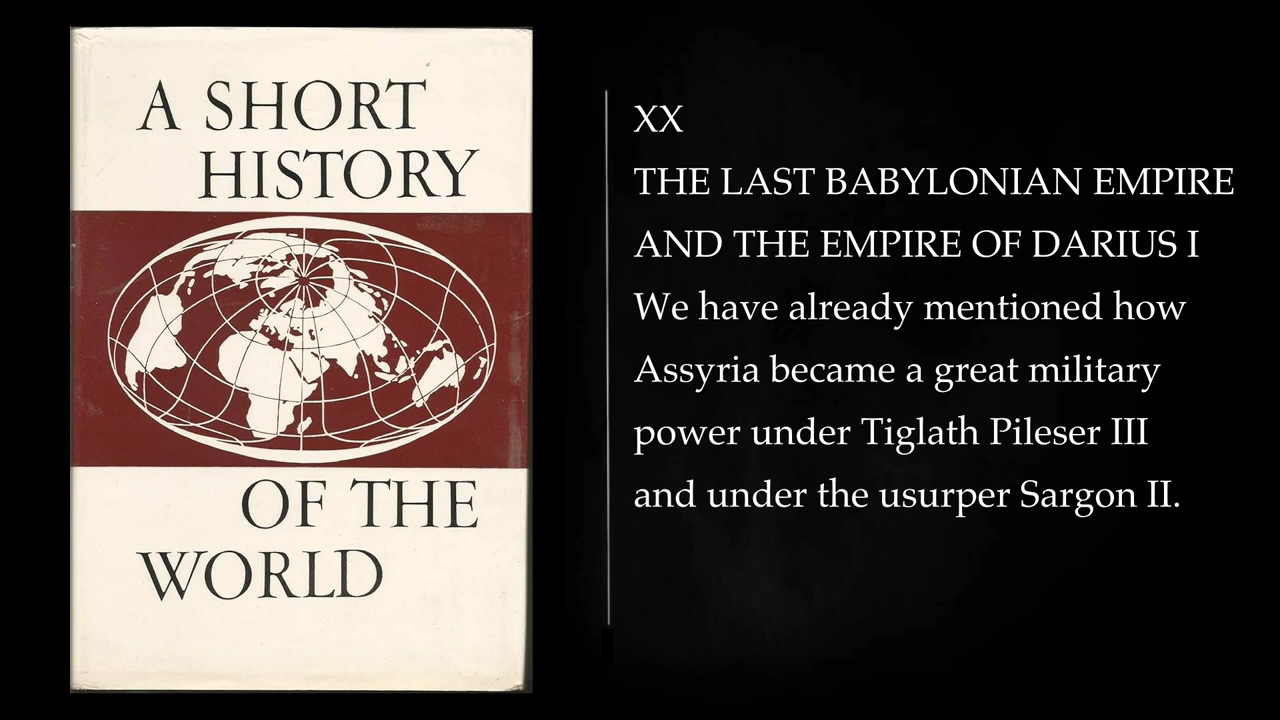 A SHORT
HISTORY
OF THE
WORLD
XX
THE LAST BABYLONIAN EMPIRE
AND THE EMPIRE OF DARIUS I
We have already mentioned how
Assyria became a great military
power under Tiglath Pileser III
and under the usurper Sargon II.